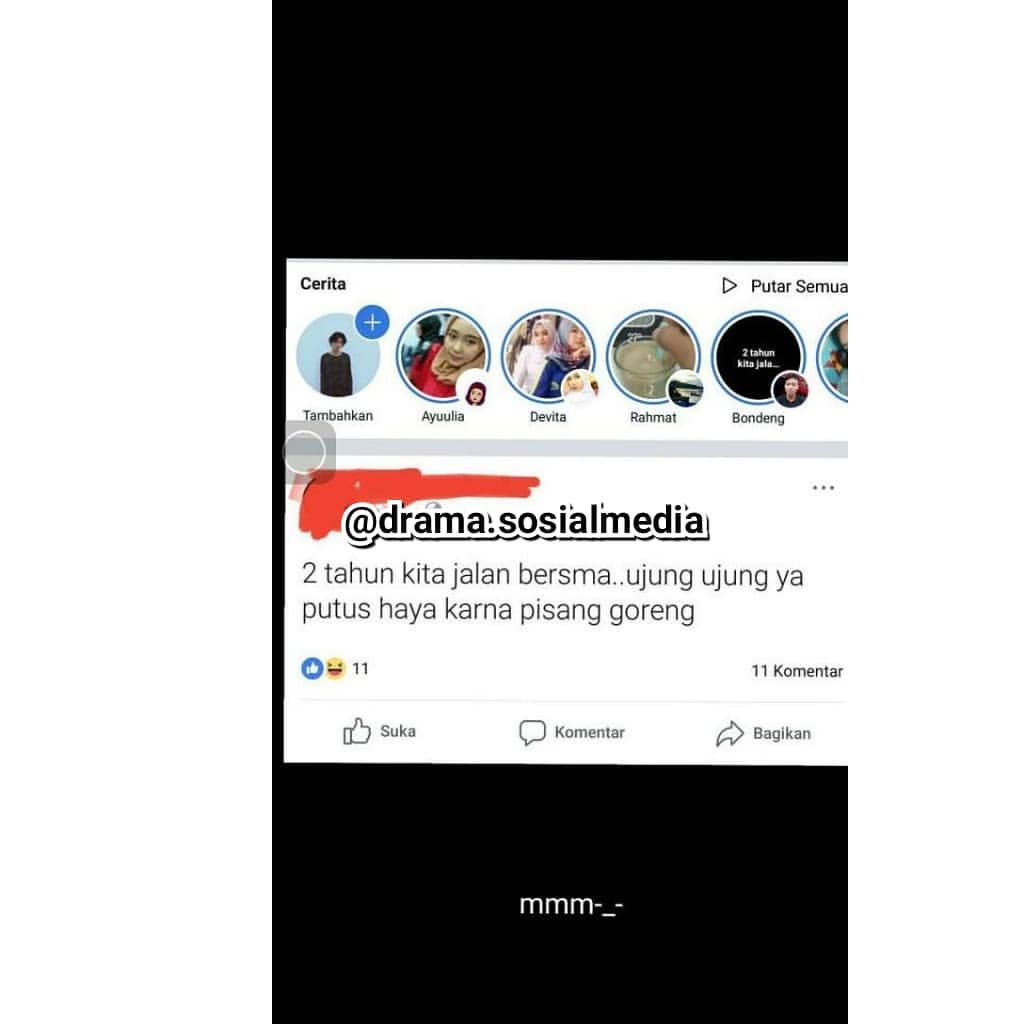 Cerita
Putar Semua
2 tahun
kita jala...
Tambahkan
Ayuulia
Devita
Rahmat
Bondeng
@drama.sosialmedia
2 tahun kita jalan bersma..ujung ujung ya
putus haya karna pisang goreng
11
11 Komentar
Suka
Komentar
Bagikan
mmm-_-